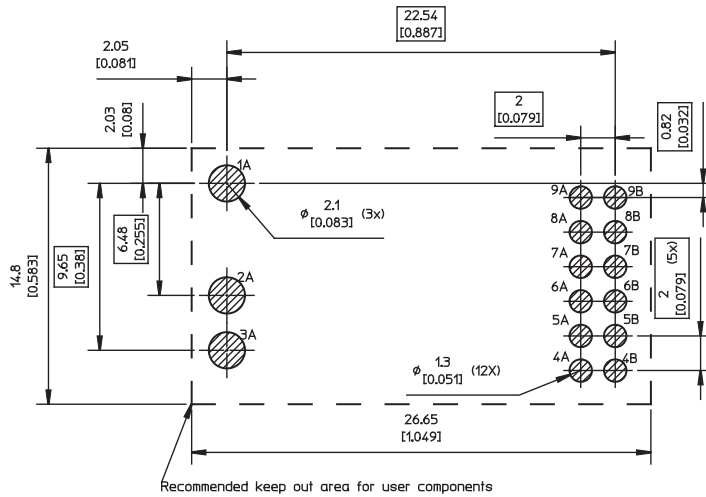 22.54
[0.887]
2.05
[0.081]
2
[0.079]
0.82
[0.032]
2.03
[0.08]
1A
9A
9B
ø 2.1 (3x)
[0.083]
8A
8B
14.8
[0.583]
9.65
[0.38]
6.48
[0.255]
7A
7B
2
[0.079]
(5x)
2A
6A
6B
3A
5A
5B
ø 1.3 (12X)
[0.051]
4A
4B
26.65
[1.049]
Recommended keep out area for user components